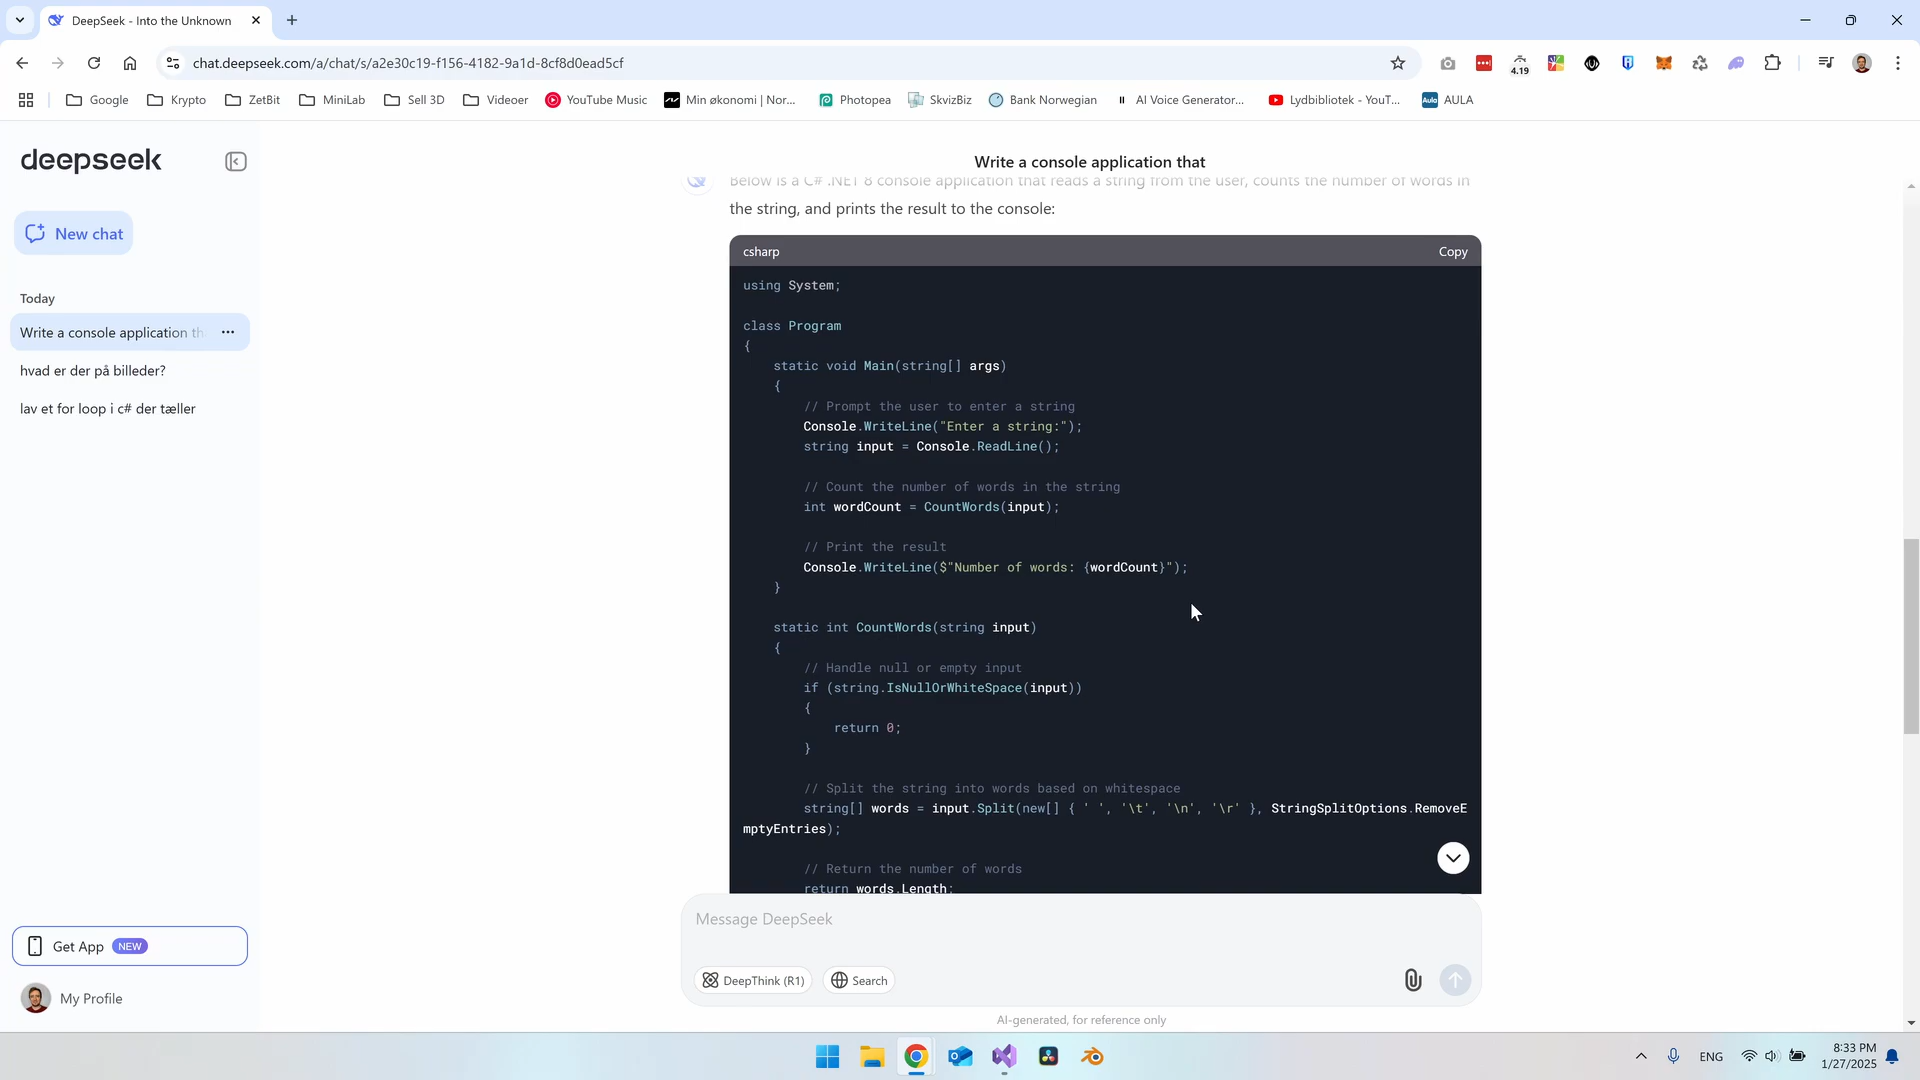 DeepSeek - Into the Unknown
chat.deepseek.com/a/chat/s/a2e30c19-f156-4182-9a1d-8cf8d0ead5cf
4.19
Google
Krypto
ZetBit
MiniLab
Sell 3D
Videoer
YouTube Music
Min økonomi | Nor...
Photopea
SkvizBiz
Bank Norwegian
AI Voice Generator...
Lydbibliotek - YouT...
Aula
AULA
deepseek
New chat
Today
Write a console application th
hvad er der på billeder?
lav et for loop i c# der tæller
Get App NEW
My Profile
Write a console application that
Below is a C# .NET 8 console application that reads a string from the user, counts the number of words in
the string, and prints the result to the console:
csharp
Copy
using System;
class Program
{
static void Main(string[] args)
{
// Prompt the user to enter a string
Console.WriteLine("Enter a string:");
string input = Console.ReadLine();
// Count the number of words in the string
int wordCount = CountWords(input);
// Print the result
Console.WriteLine($"Number of words: {wordCount}");
}
static int CountWords(string input)
{
// Handle null or empty input
if (string.IsNullOrWhiteSpace(input))
{
return 0;
}
// Split the string into words based on whitespace
string[] words = input.Split(new[] { ' ', '\t', '\n', '\r' }, StringSplitOptions.RemoveE
mptyEntries);
// Return the number of words
return words.Length;
Message DeepSeek
DeepThink (R1)
Search
AI-generated, for reference only
ENG
8:33 PM
1/27/2025